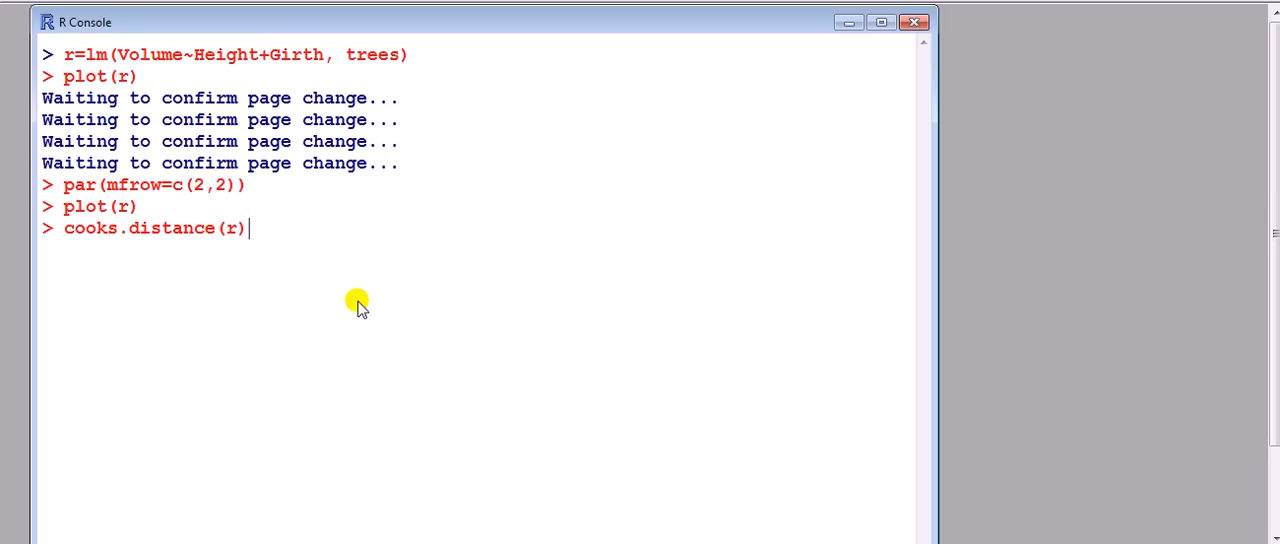 R Console
> r=lm(Volume~Height+Girth, trees)
> plot(r)
Waiting to confirm page change...
Waiting to confirm page change...
Waiting to confirm page change...
Waiting to confirm page change...
> par(mfrow=c(2,2))
> plot(r)
> cooks.distance(r)